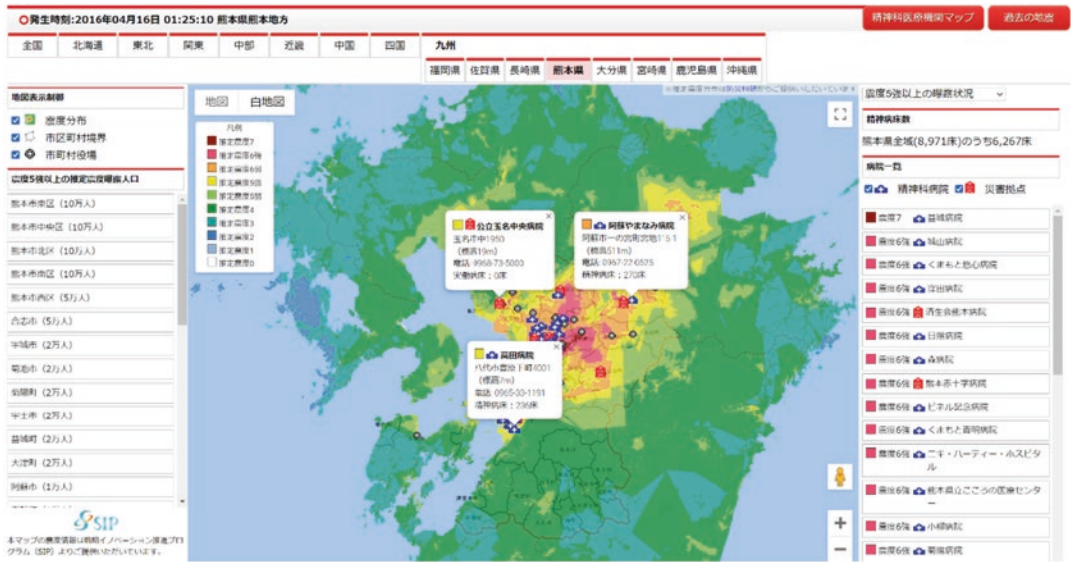 発生時刻:2016年04月16日 01:25:10 熊本県熊本地方
精神科医療機関マップ
過去の地震
全国 北海道 東北 関東 中部 近畿 中国 四国 九州
福岡県 佐賀県 長崎県 熊本県 大分県 宮崎県 鹿児島県 沖縄県
地図表示制御
震度分布
市区町村境界
市町村役場
震度5強以上の推定震度曝露人口
熊本市東区（10万人）
熊本市中央区（10万人）
熊本市北区（10万人）
熊本市南区（10万人）
熊本市西区（5万人）
合志市（5万人）
宇城市（2万人）
菊池市（2万人）
菊陽町（2万人）
宇土市（2万人）
益城町（2万人）
大津町（2万人）
阿蘇市（1万人）
SIP
本マップの震度情報は戦略イノベーション推進プロ
グラム（SIP）よりご提供いただいています。
地図 白地図
凡例
推定震度7
推定震度6強
推定震度6弱
推定震度5強
推定震度5弱
推定震度4
推定震度3
推定震度2
推定震度1
推定震度0
公立玉名中央病院
玉名市中1950
（標高19m）
電話: 0968-73-5000
実働病床：0床
阿蘇やまなみ病院
阿蘇市一の宮町宮地115-1
（標高511m）
電話: 0967-22-0525
精神病床：270床
高田病院
八代市豊原下町4001
（標高7m）
電話: 0965-33-1191
精神病床：236床
震度5強以上の曝露状況
精神病床数
熊本県全域(8,971床)のうち6,267床
病院一覧
精神科病院 災害拠点
震度7 益城病院
震度6強 城山病院
震度6強 くまもと悠心病院
震度6強 窪田病院
震度6強 済生会熊本病院
震度6強 日隈病院
震度6強 森病院
震度6強 熊本赤十字病院
震度6強 ピネル記念病院
震度6強 くまもと青明病院
震度6強 ニキ・ハーティー・ホスピタ
ル
震度6強 熊本県立こころの医療センタ
ー
震度6強 小柳病院
震度6強 菊陽病院